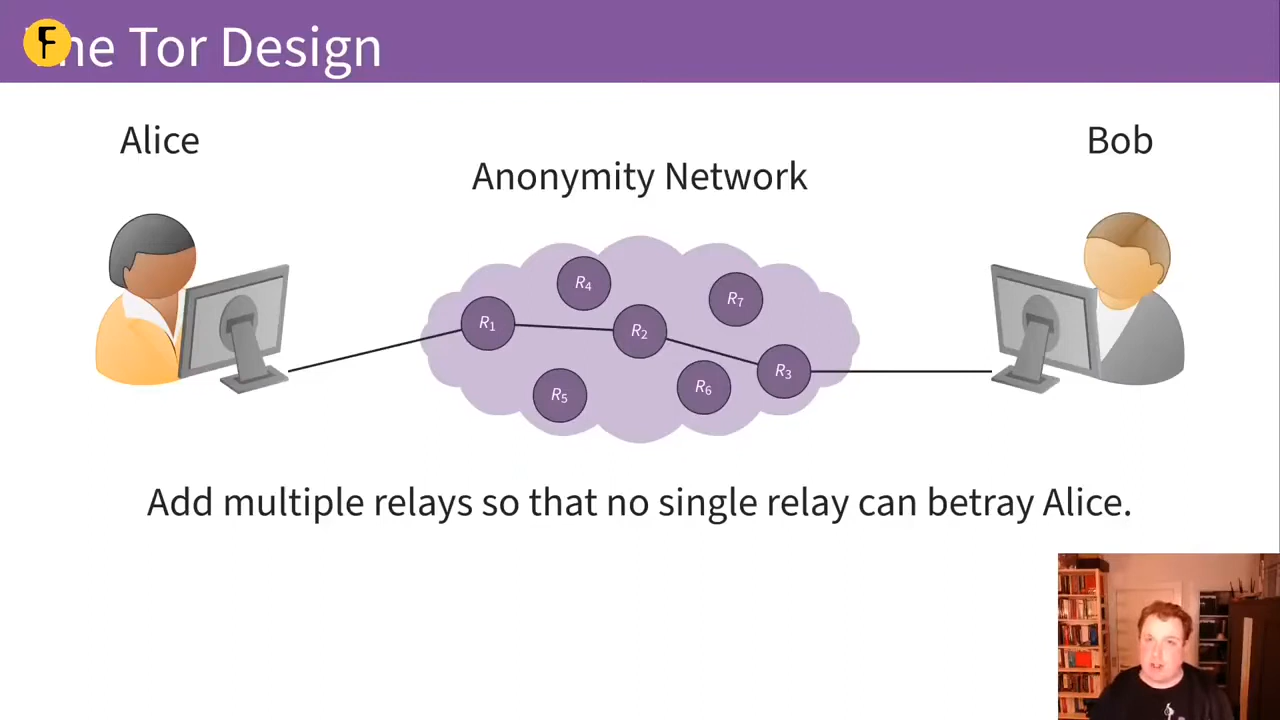 The Tor Design
Alice
Bob
Anonymity Network
R4
R7
R1
R2
R3
R6
R5
Add multiple relays so that no single relay can betray Alice.